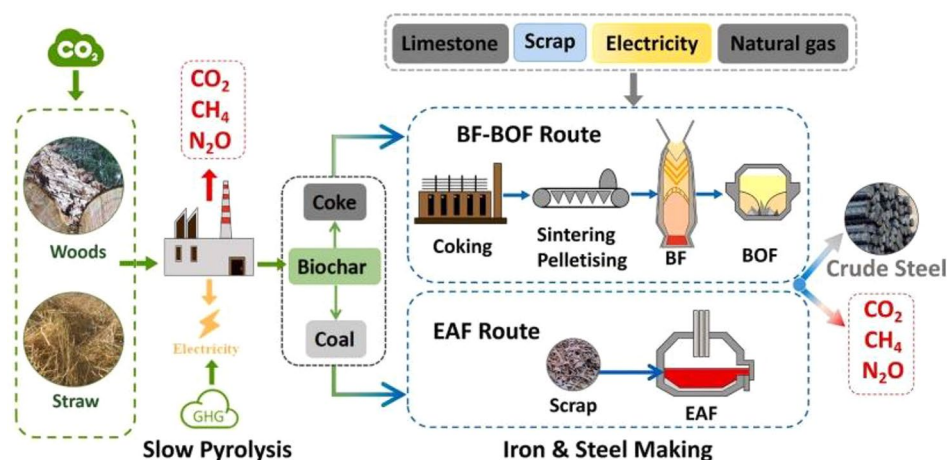 CO2
CO2
CH4
N2O
Woods
Straw
Electricity
GHG
Slow Pyrolysis
Coke
Biochar
Coal
Limestone
Scrap
Electricity
Natural gas
BF-BOF Route
Coking
Sintering
Pelletising
BF
BOF
EAF Route
Scrap
EAF
Iron & Steel Making
Crude Steel
CO2
CH4
N2O